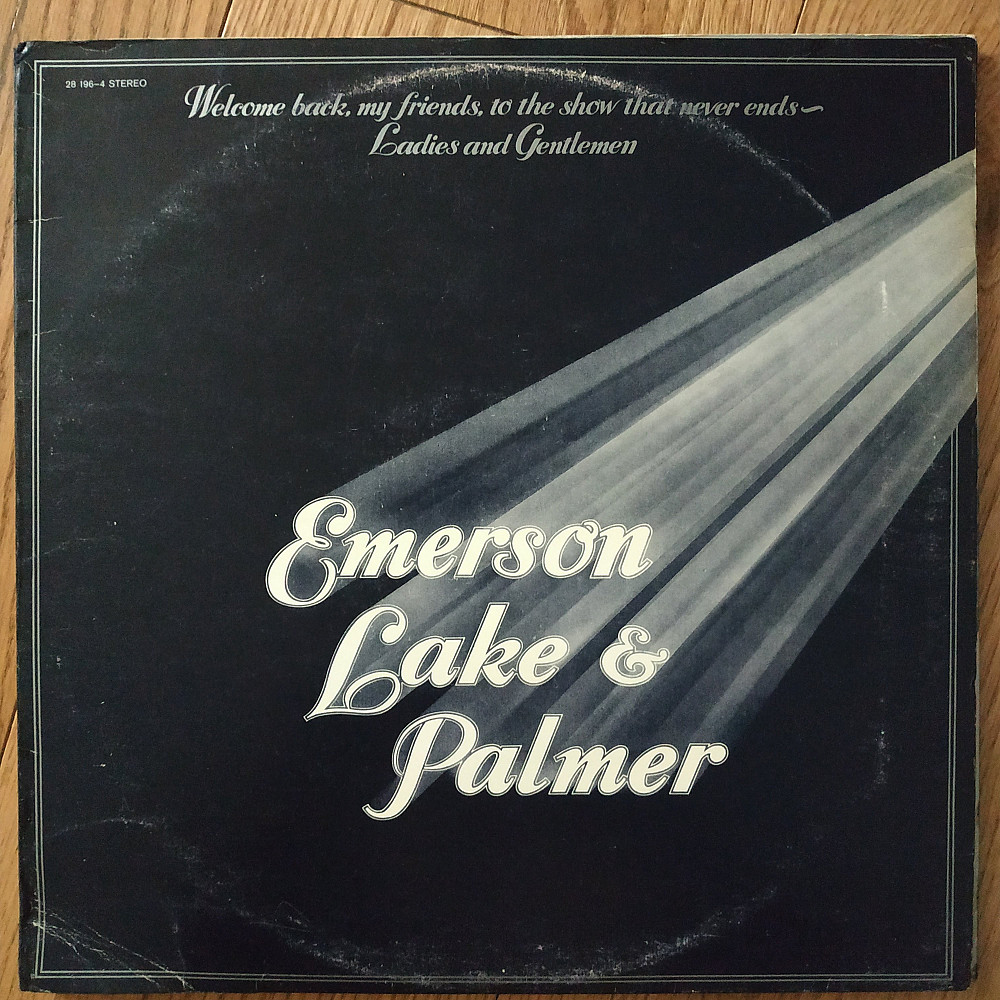 28 196-4 STEREO
Welcome back, my friends, to the show that never ends~
Ladies and Gentlemen
Emerson
Lake &
Palmer